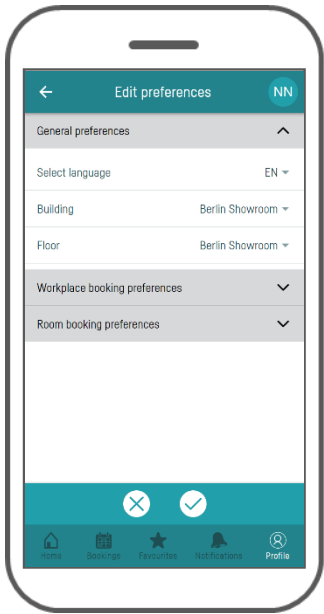 Edit preferences NN
General preferences
Select language EN
Building Berlin Showroom
Floor Berlin Showroom
Workplace booking preferences
Room booking preferences
Home Bookings Favourites Notifications Profile